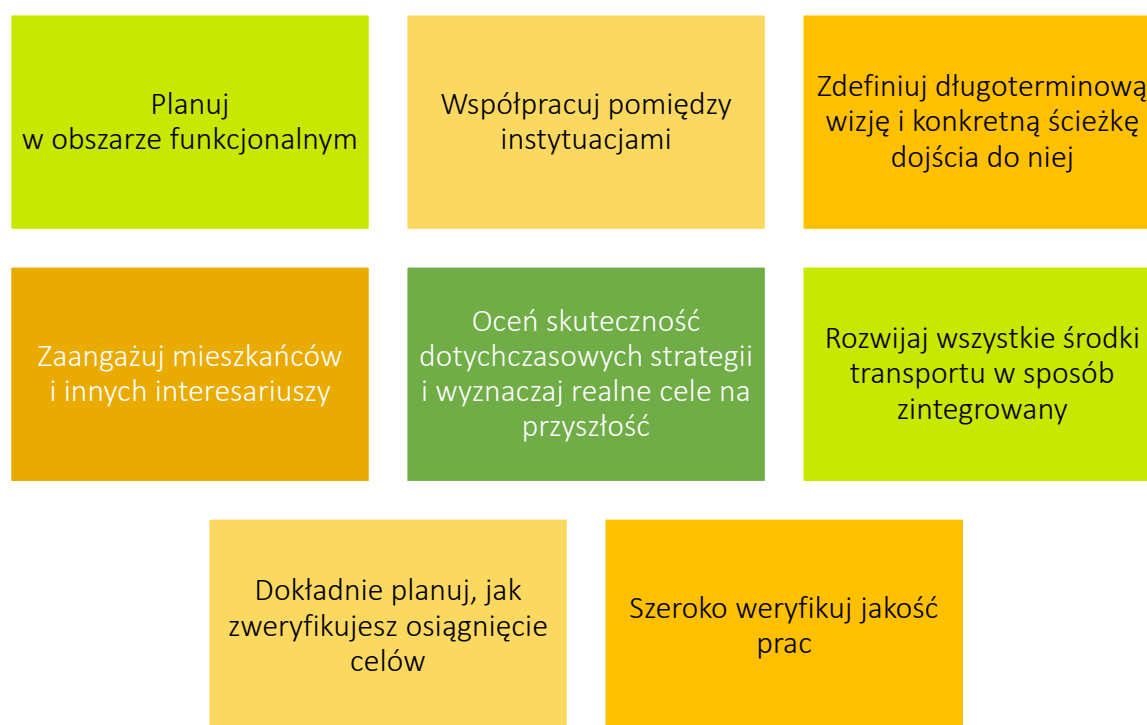 Planuj
w obszarze funkcjonalnym
Współpracuj pomiędzy
instytuacjami
Zdefiniuj długoterminową
wizję i konkretną ścieżkę
dojścia do niej
Zaangażuj mieszkańców
i innych interesariuszy
Oceń skuteczność
dotychczasowych strategii
i wyznaczaj realne cele na
przyszłość
Rozwijaj wszystkie środki
transportu w sposób
zintegrowany
Dokładnie planuj, jak
zweryfikujesz osiągnięcie
celów
Szeroko weryfikuj jakość
prac